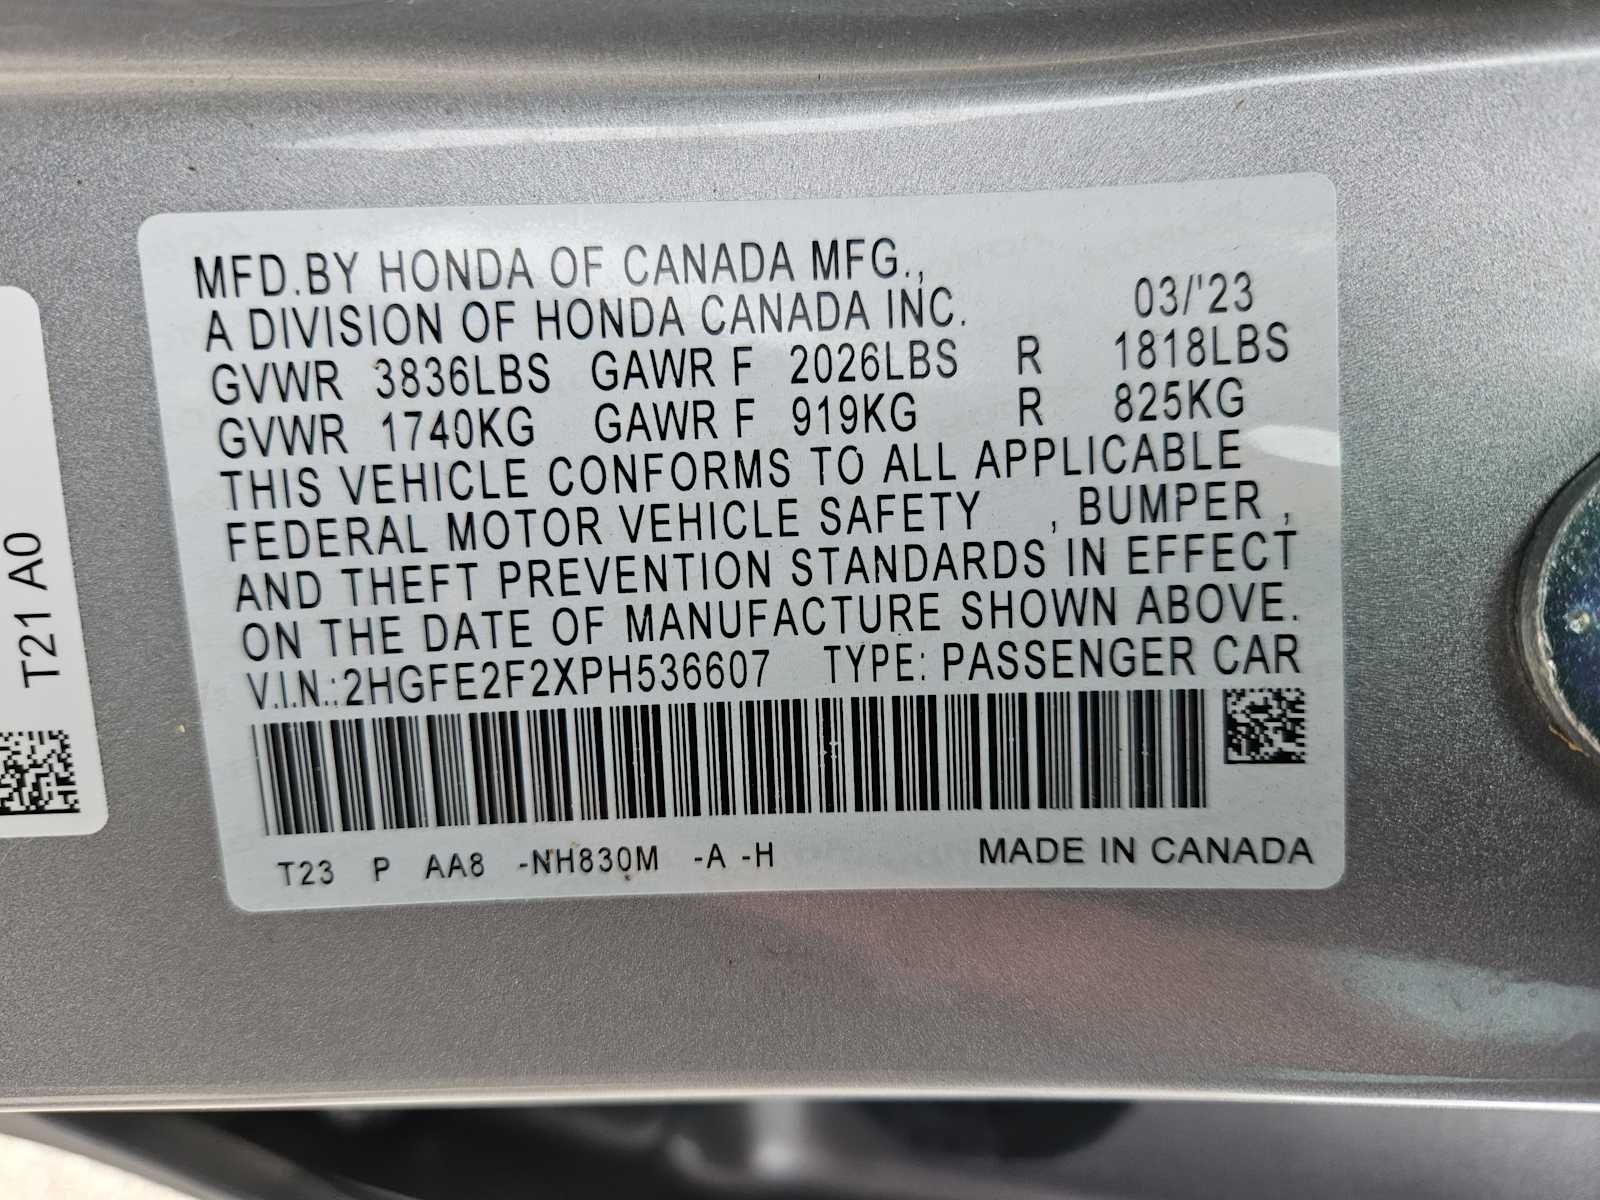 MFD.BY HONDA OF CANADA MFG.,
A DIVISION OF HONDA CANADA INC. 03/'23
GVWR 3836LBS GAWR F 2026LBS R 1818LBS
GVWR 1740KG GAWR F 919KG R 825KG
THIS VEHICLE CONFORMS TO ALL APPLICABLE
FEDERAL MOTOR VEHICLE SAFETY , BUMPER ,
AND THEFT PREVENTION STANDARDS IN EFFECT
ON THE DATE OF MANUFACTURE SHOWN ABOVE.
V.I.N.:2HGFE2F2XPH536607 TYPE: PASSENGER CAR
T23 P AA8 -NH830M -A -H MADE IN CANADA
T21 A0